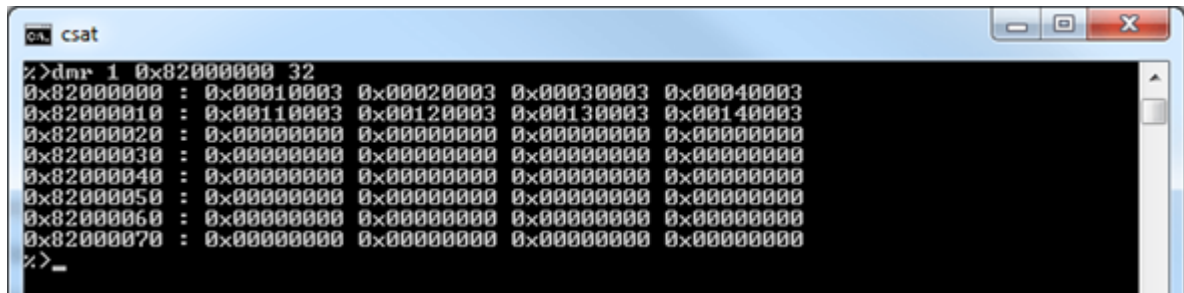 csat
%>dmr 1 0x82000000 32
0x82000000 : 0x00010003 0x00020003 0x00030003 0x00040003
0x82000010 : 0x00110003 0x00120003 0x00130003 0x00140003
0x82000020 : 0x00000000 0x00000000 0x00000000 0x00000000
0x82000030 : 0x00000000 0x00000000 0x00000000 0x00000000
0x82000040 : 0x00000000 0x00000000 0x00000000 0x00000000
0x82000050 : 0x00000000 0x00000000 0x00000000 0x00000000
0x82000060 : 0x00000000 0x00000000 0x00000000 0x00000000
0x82000070 : 0x00000000 0x00000000 0x00000000 0x00000000
%>_